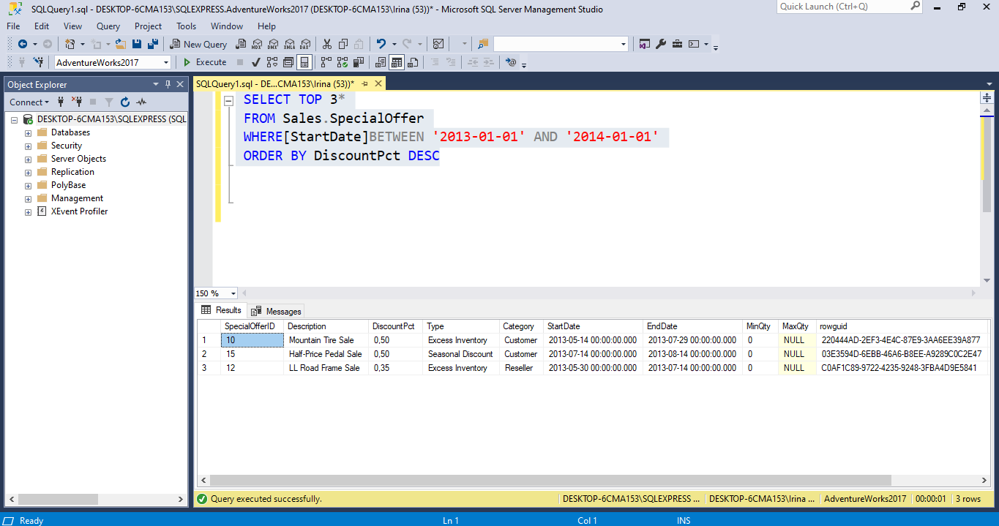 SQLQuery1.sql - DESKTOP-6CMA153\SQLEXPRESS.AdventureWorks2017 (DESKTOP-6CMA153\Irina (53))* - Microsoft SQL Server Management Studio
Quick Launch (Ctrl+Q)
File Edit View Query Project Tools Window Help
New Query MDX DMX XMLA DAX
AdventureWorks2017 Execute
Object Explorer
Connect
DESKTOP-6CMA153\SQLEXPRESS (SQL
Databases
Security
Server Objects
Replication
PolyBase
Management
XEvent Profiler
SQLQuery1.sql - DE...CMA153\Irina (53))*
SELECT TOP 3*
FROM Sales.SpecialOffer
WHERE[StartDate]BETWEEN '2013-01-01' AND '2014-01-01'
ORDER BY DiscountPct DESC
150 %
Results Messages
SpecialOfferID Description DiscountPct Type Category StartDate EndDate MinQty MaxQty rowguid
1 10 Mountain Tire Sale 0,50 Excess Inventory Customer 2013-05-14 00:00:00.000 2013-07-29 00:00:00.000 0 NULL 220444AD-2EF3-4E4C-87E9-3AA6EE39A877
2 15 Half-Price Pedal Sale 0,50 Seasonal Discount Customer 2013-07-14 00:00:00.000 2013-08-14 00:00:00.000 0 NULL 03E3594D-6EBB-46A6-B8EE-A9289C0C2E47
3 12 LL Road Frame Sale 0,35 Excess Inventory Reseller 2013-05-30 00:00:00.000 2013-07-14 00:00:00.000 0 NULL C0AF1C89-9722-4235-9248-3FBA4D9E5841
Query executed successfully. DESKTOP-6CMA153\SQLEXPRESS ... DESKTOP-6CMA153\Irina ... AdventureWorks2017 00:00:01 3 rows
Ready Ln 1 Col 1 INS